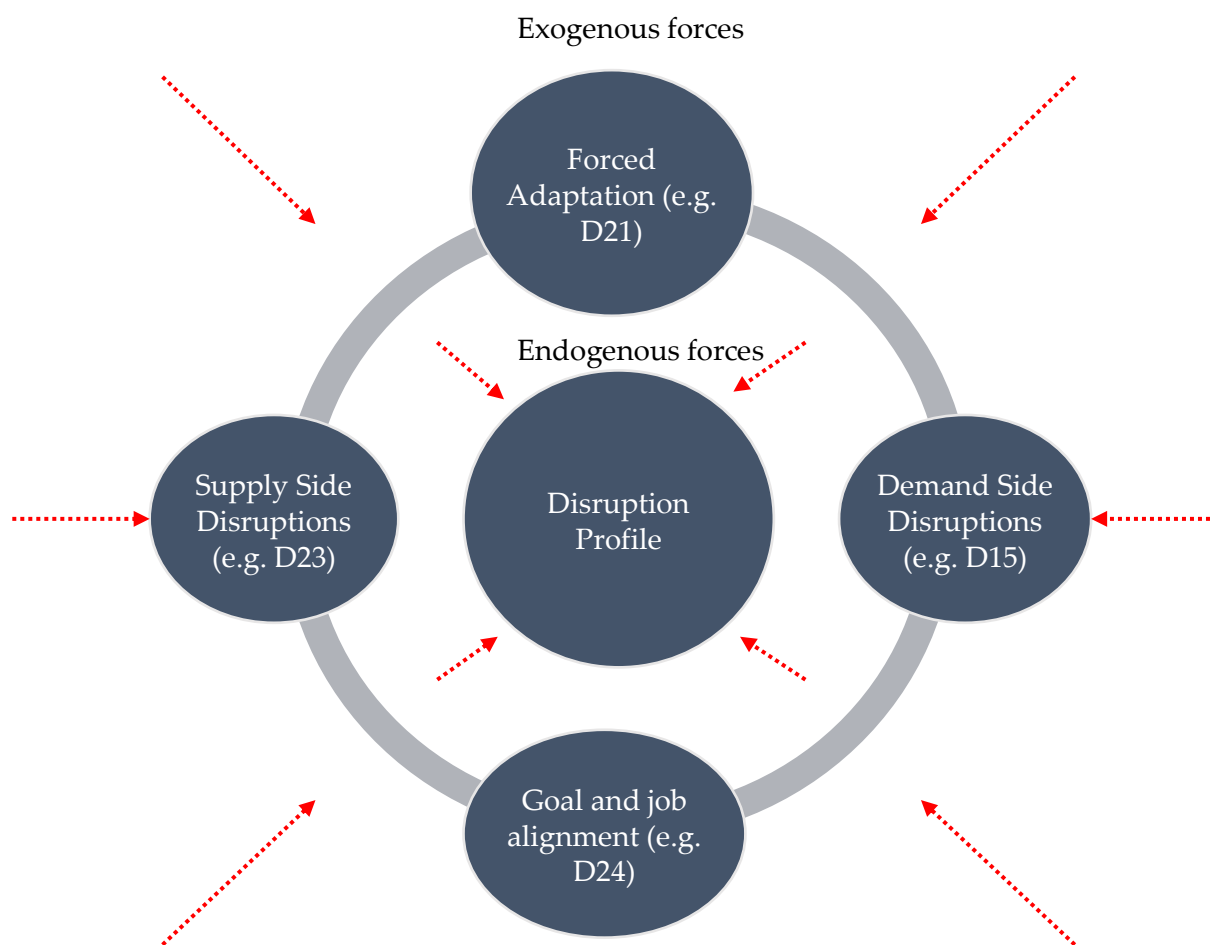 Exogenous forces
Forced
Adaptation (e.g.
D21)
Endogenous forces
Supply Side
Disruptions
(e.g. D23)
Disruption
Profile
Demand Side
Disruptions
(e.g. D15)
Goal and job
alignment (e.g.
D24)